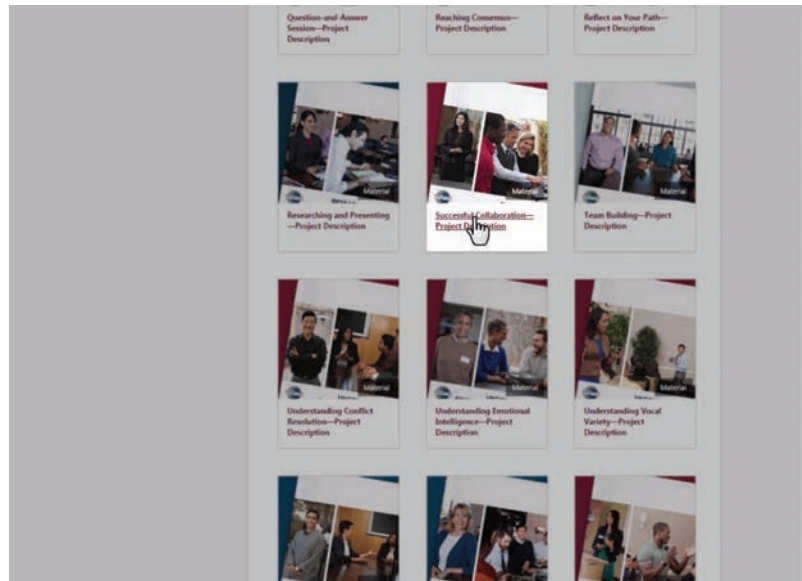 Question-and-Answer
Session—Project
Description
Reaching Consensus—
Project Description
Reflect on Your Path—
Project Description
Material
Researching and Presenting
—Project Description
Material
Successful Collaboration—
Project Description
Material
Team Building—Project
Description
Material
Understanding Conflict
Resolution—Project
Description
Material
Understanding Emotional
Intelligence—Project
Description
Material
Understanding Vocal
Variety—Project
Description